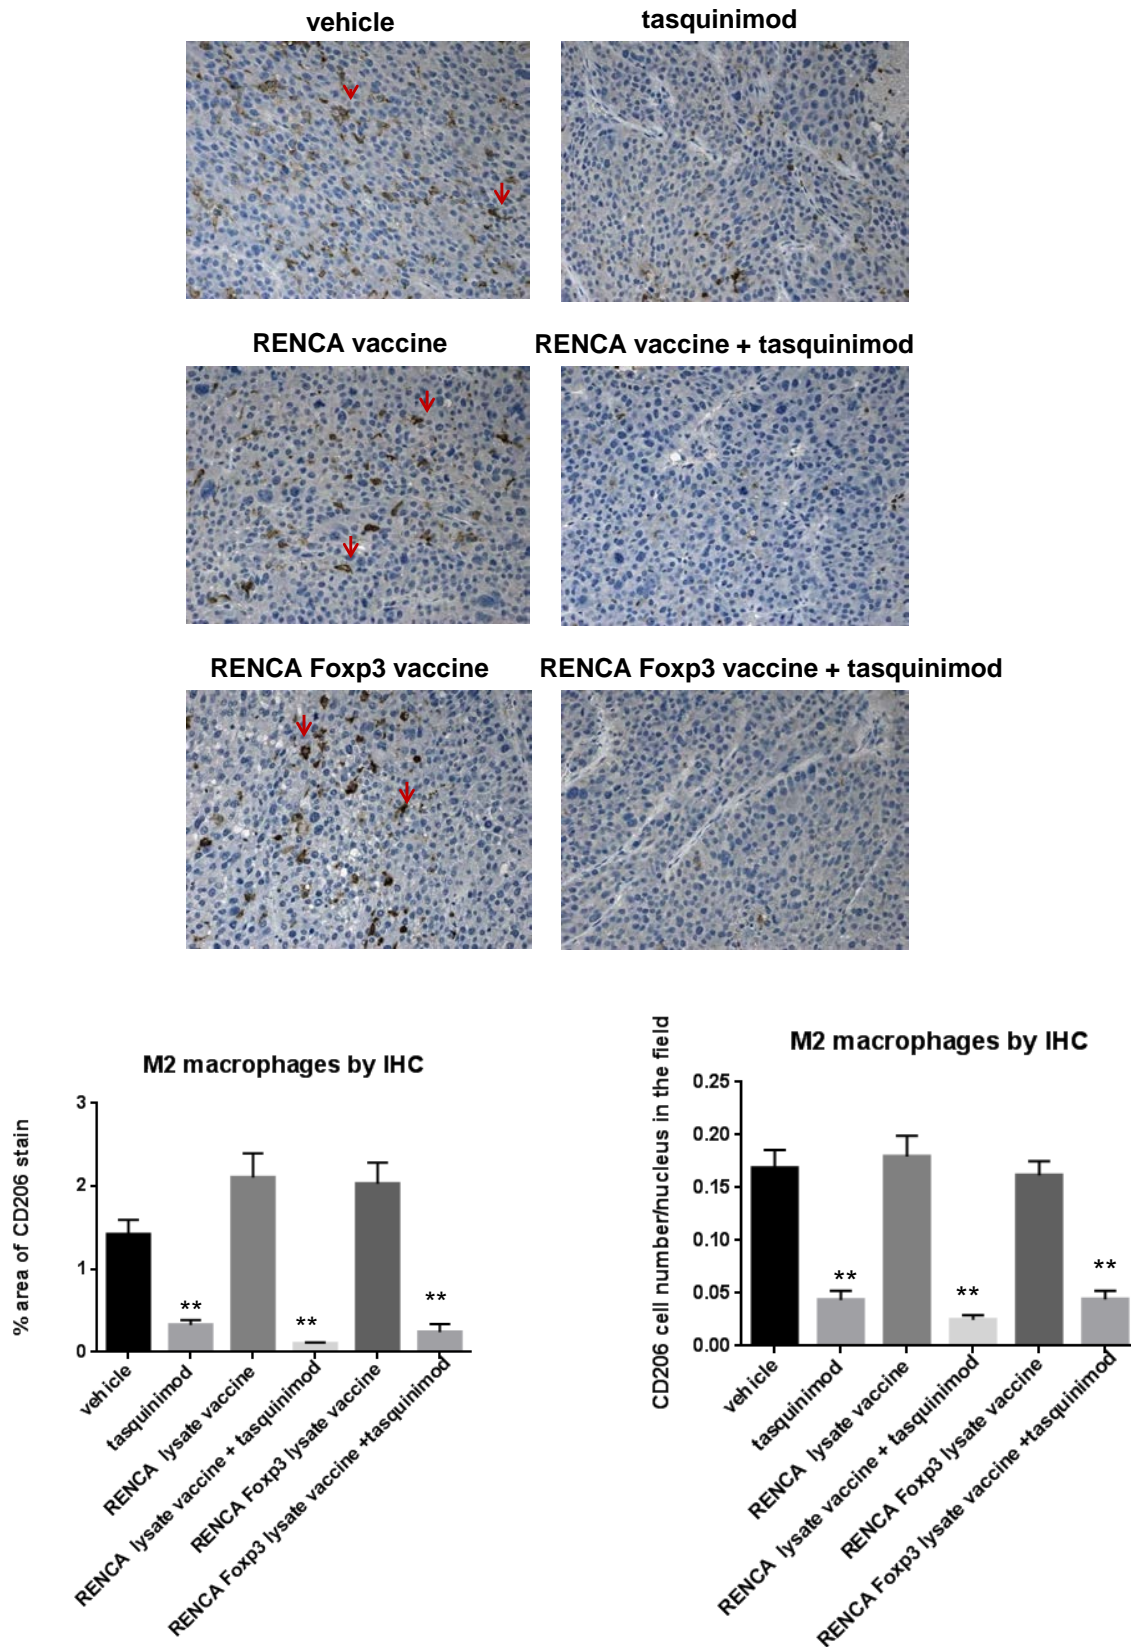 vehicle
tasquinimod
RENCA vaccine
RENCA vaccine + tasquinimod
RENCA Foxp3 vaccine
RENCA Foxp3 vaccine + tasquinimod
M2 macrophages by IHC
% area of CD206 stain
3
2
1
0
**
**
**
vehicle
tasquinimod
RENCA lysate vaccine
RENCA lysate vaccine + tasquinimod
RENCA Foxp3 lysate vaccine
RENCA Foxp3 lysate vaccine +tasquinimod
M2 macrophages by IHC
CD206 cell number/nucleus in the field
0.25
0.20
0.15
0.10
0.05
0.00
**
**
**
vehicle
tasquinimod
RENCA lysate vaccine
RENCA lysate vaccine + tasquinimod
RENCA Foxp3 lysate vaccine
RENCA Foxp3 lysate vaccine +tasquinimod